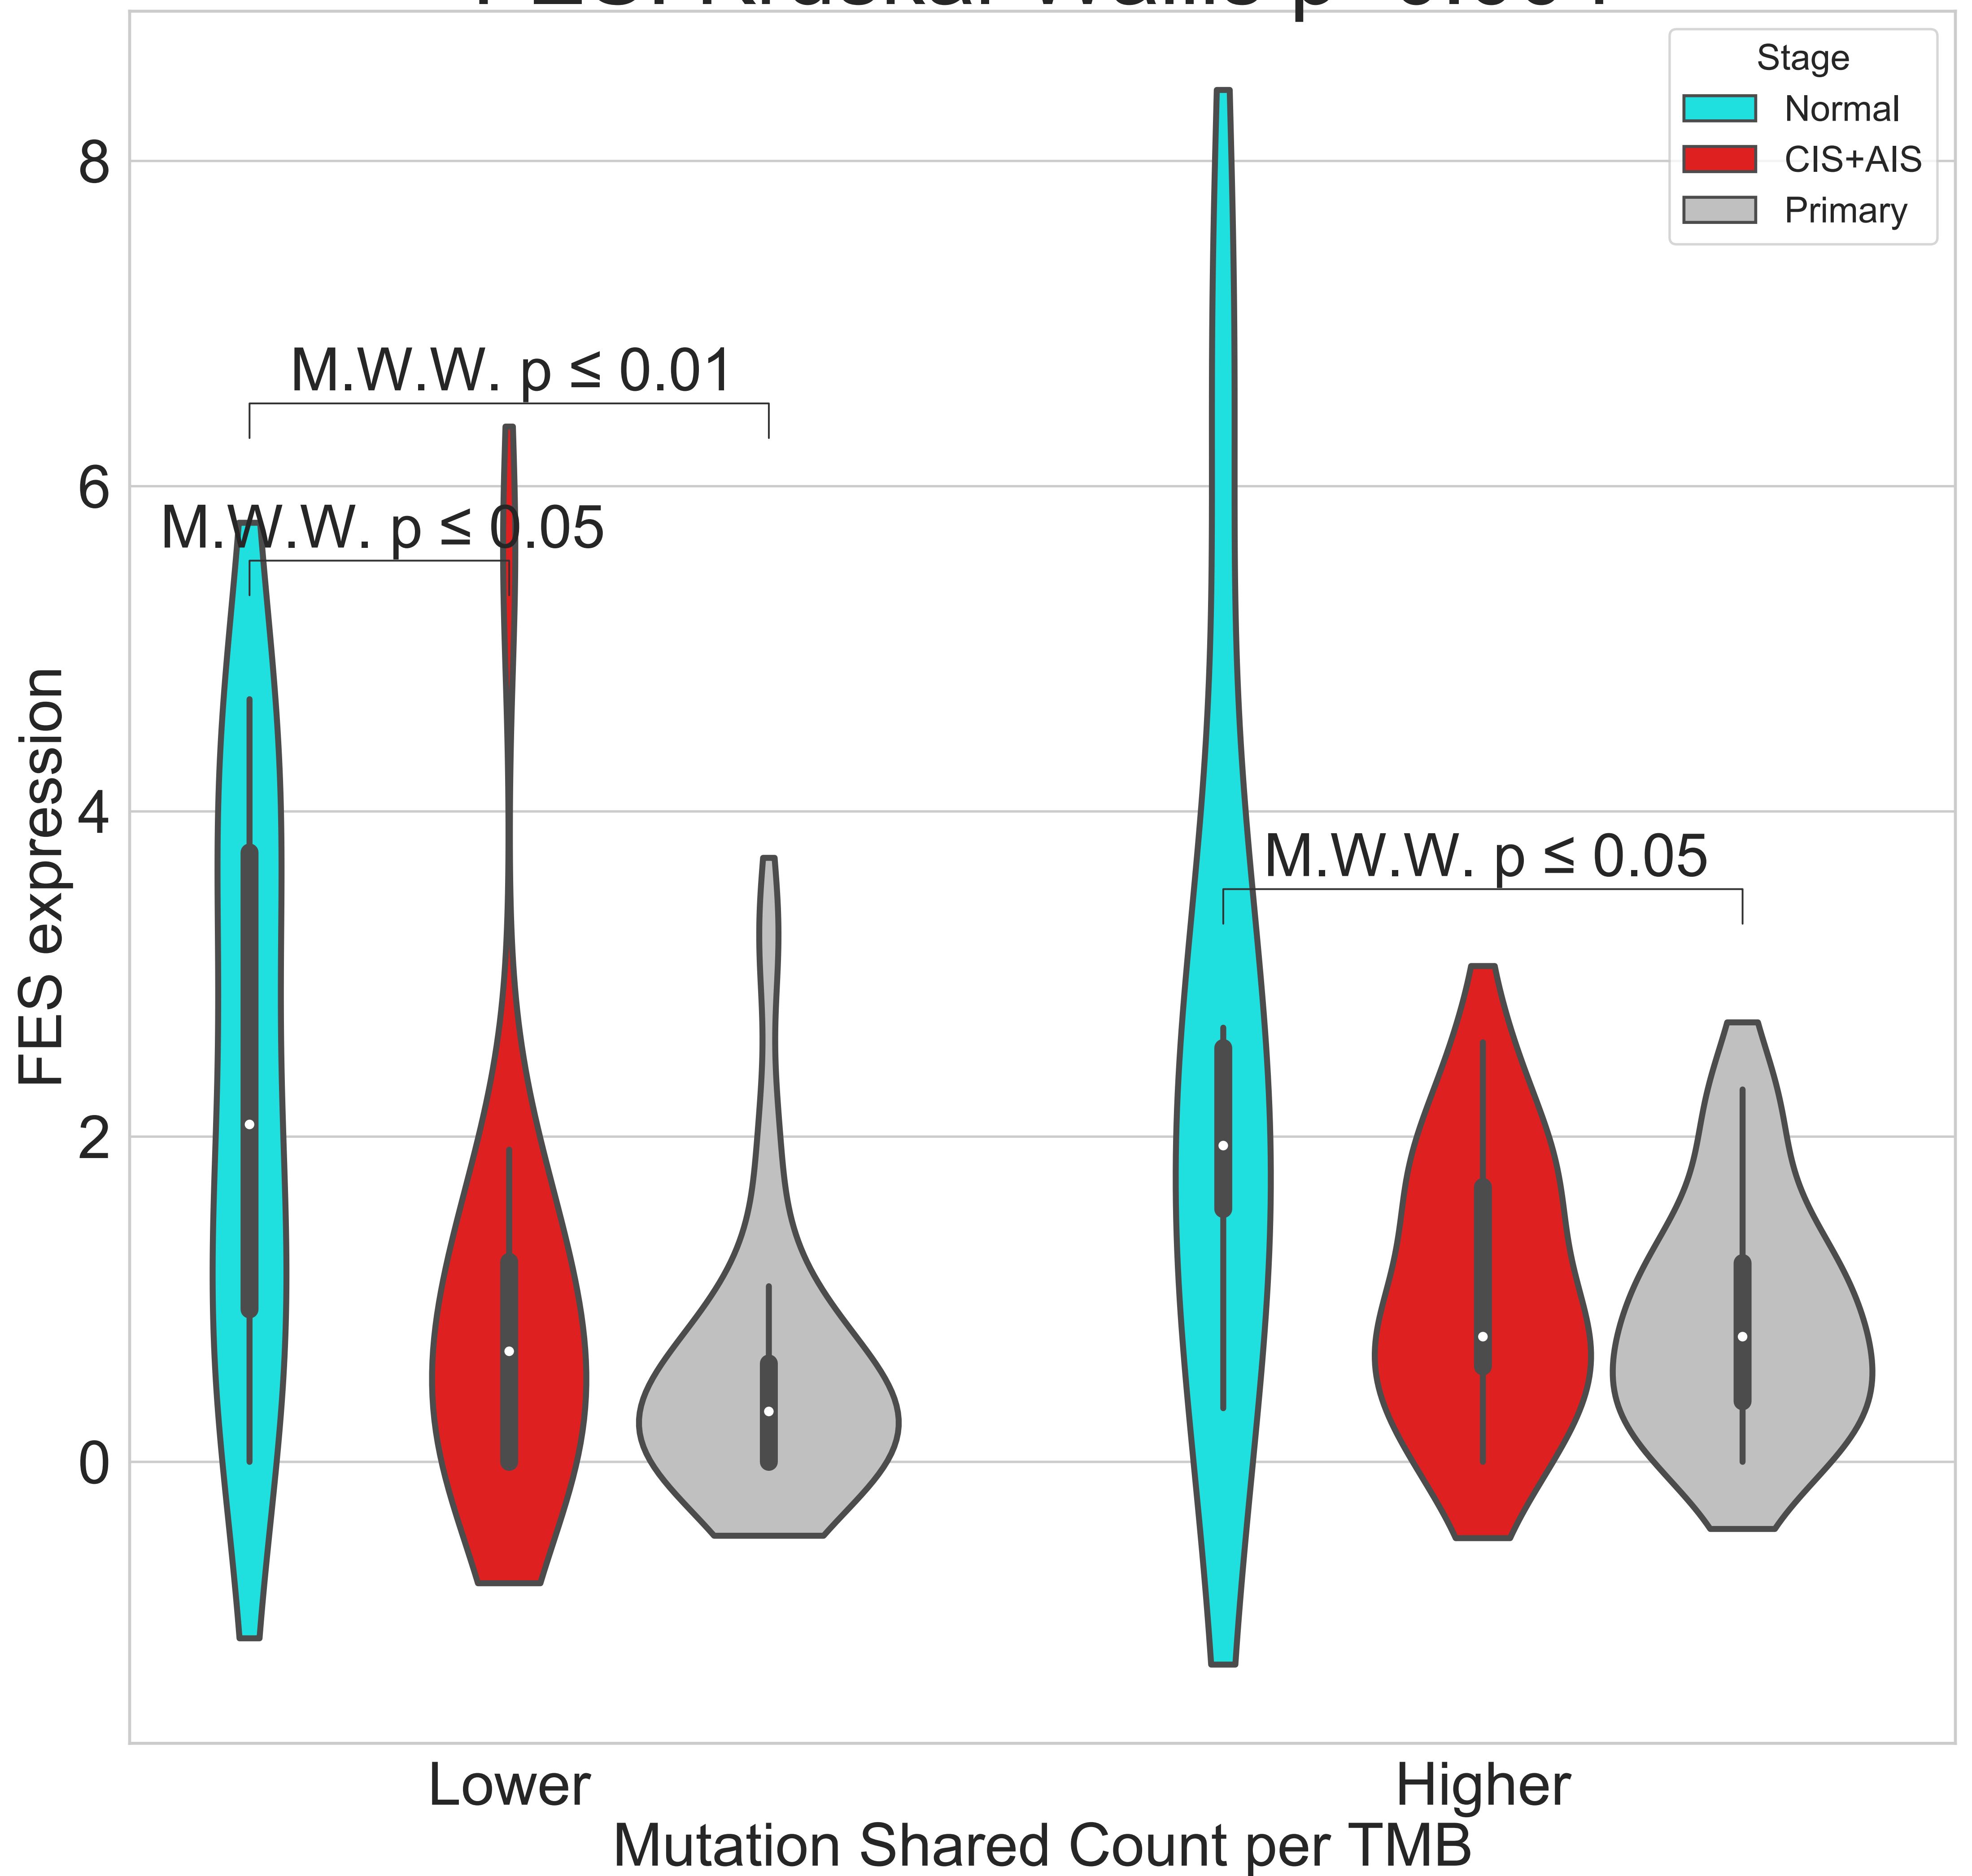 Stage
Normal
CIS+AIS
Primary
8
6
4
2
0
M.W.W. p ≤ 0.01
M.W.W. p ≤ 0.05
M.W.W. p ≤ 0.05
FES expression
Lower
Higher
Mutation Shared Count per TMB